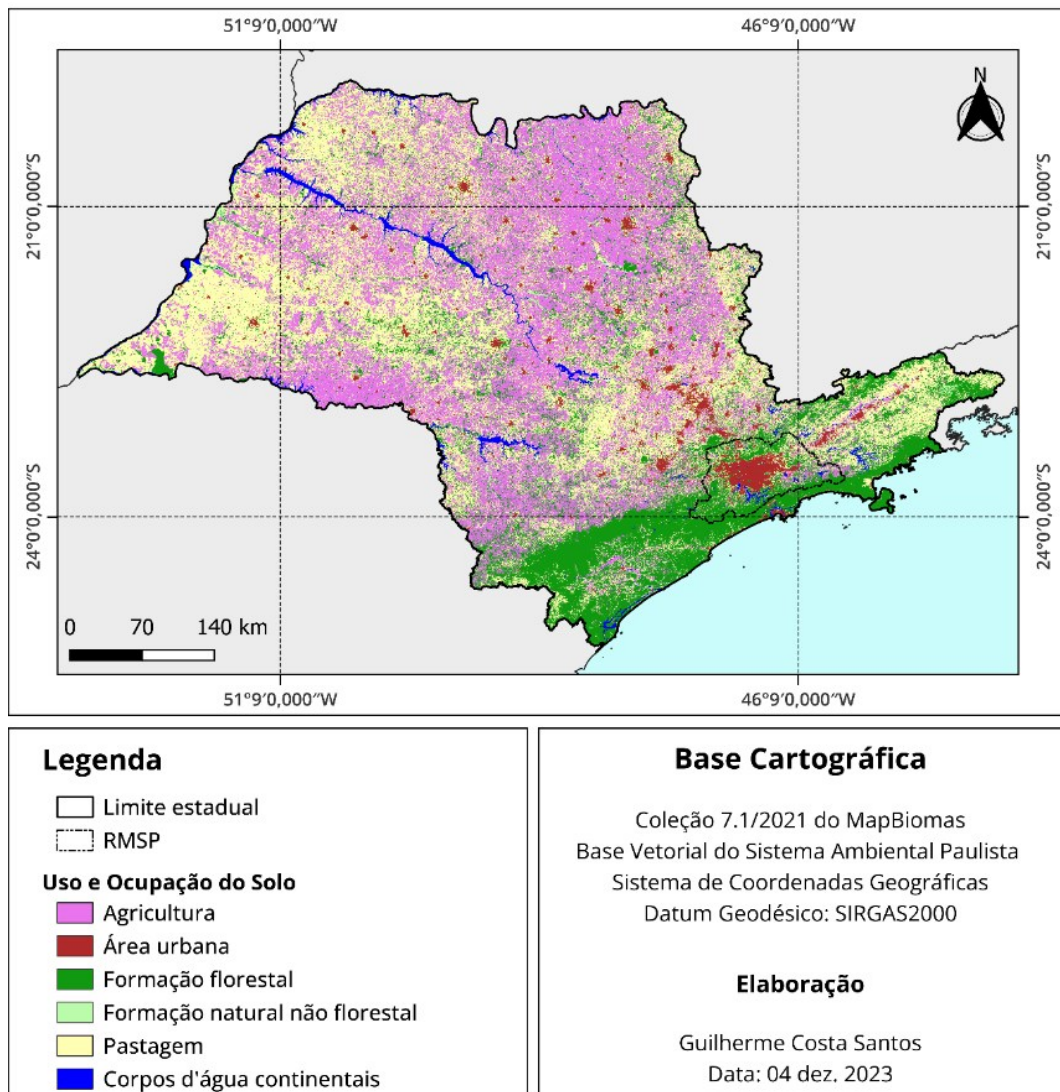 51°9′0,000″W 46°9′0,000″W
N
21°0′0,000″S 21°0′0,000″S
24°0′0,000″S 24°0′0,000″S
0 70 140 km
51°9′0,000″W 46°9′0,000″W
Legenda
Limite estadual
RMSP
Uso e Ocupação do Solo
Agricultura
Área urbana
Formação florestal
Formação natural não florestal
Pastagem
Corpos d'água continentais
Base Cartográfica
Coleção 7.1/2021 do MapBiomas
Base Vetorial do Sistema Ambiental Paulista
Sistema de Coordenadas Geográficas
Datum Geodésico: SIRGAS2000
Elaboração
Guilherme Costa Santos
Data: 04 dez. 2023